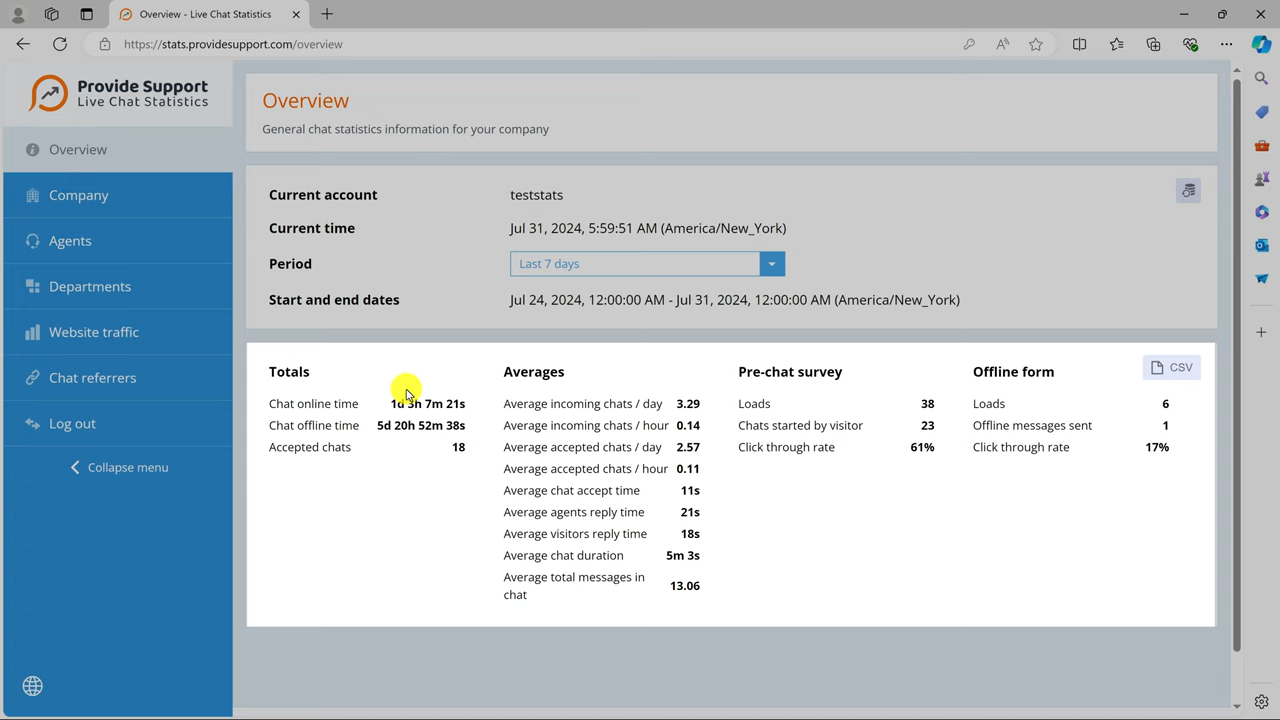 Overview - Live Chat Statistics
https://stats.providesupport.com/overview
Provide Support
Live Chat Statistics
Overview
Company
Agents
Departments
Website traffic
Chat referrers
Log out
Collapse menu
Overview
General chat statistics information for your company
Current account teststats
Current time Jul 31, 2024, 5:59:51 AM (America/New_York)
Period Last 7 days
Start and end dates Jul 24, 2024, 12:00:00 AM - Jul 31, 2024, 12:00:00 AM (America/New_York)
CSV
Totals
Chat online time 1d 3h 7m 21s
Chat offline time 5d 20h 52m 38s
Accepted chats 18
Averages
Average incoming chats / day 3.29
Average incoming chats / hour 0.14
Average accepted chats / day 2.57
Average accepted chats / hour 0.11
Average chat accept time 11s
Average agents reply time 21s
Average visitors reply time 18s
Average chat duration 5m 3s
Average total messages in
chat 13.06
Pre-chat survey
Loads 38
Chats started by visitor 23
Click through rate 61%
Offline form
Loads 6
Offline messages sent 1
Click through rate 17%